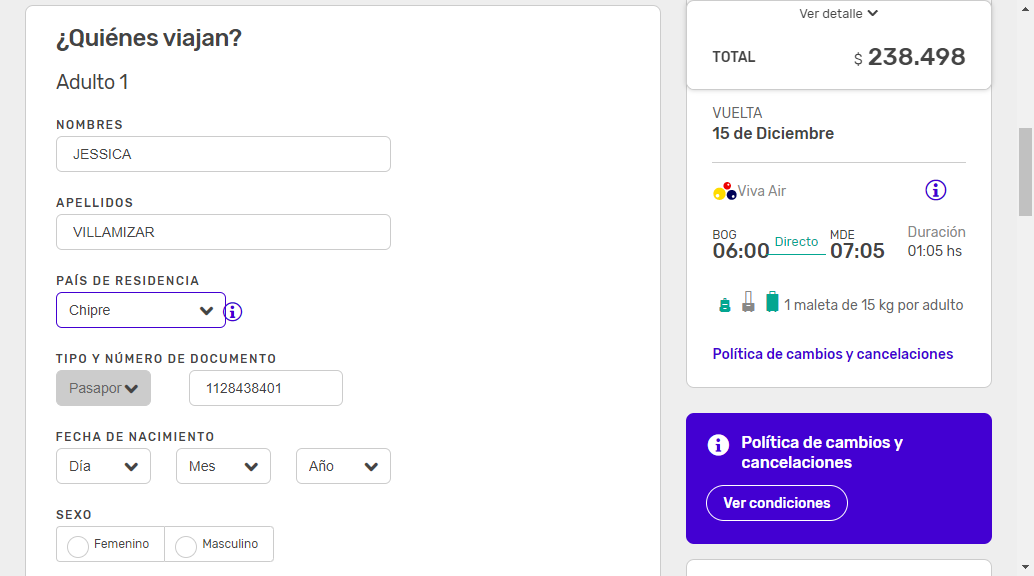 ¿Quiénes viajan?
Adulto 1
NOMBRES
JESSICA
APELLIDOS
VILLAMIZAR
PAÍS DE RESIDENCIA
Chipre
TIPO Y NÚMERO DE DOCUMENTO
Pasapor 1128438401
FECHA DE NACIMIENTO
Día Mes Año
SEXO
Femenino Masculino
Ver detalle
TOTAL $ 238.498
VUELTA
15 de Diciembre
Viva Air
BOG Directo MDE Duración
06:00 07:05 01:05 hs
1 maleta de 15 kg por adulto
Política de cambios y cancelaciones
Política de cambios y
cancelaciones
Ver condiciones